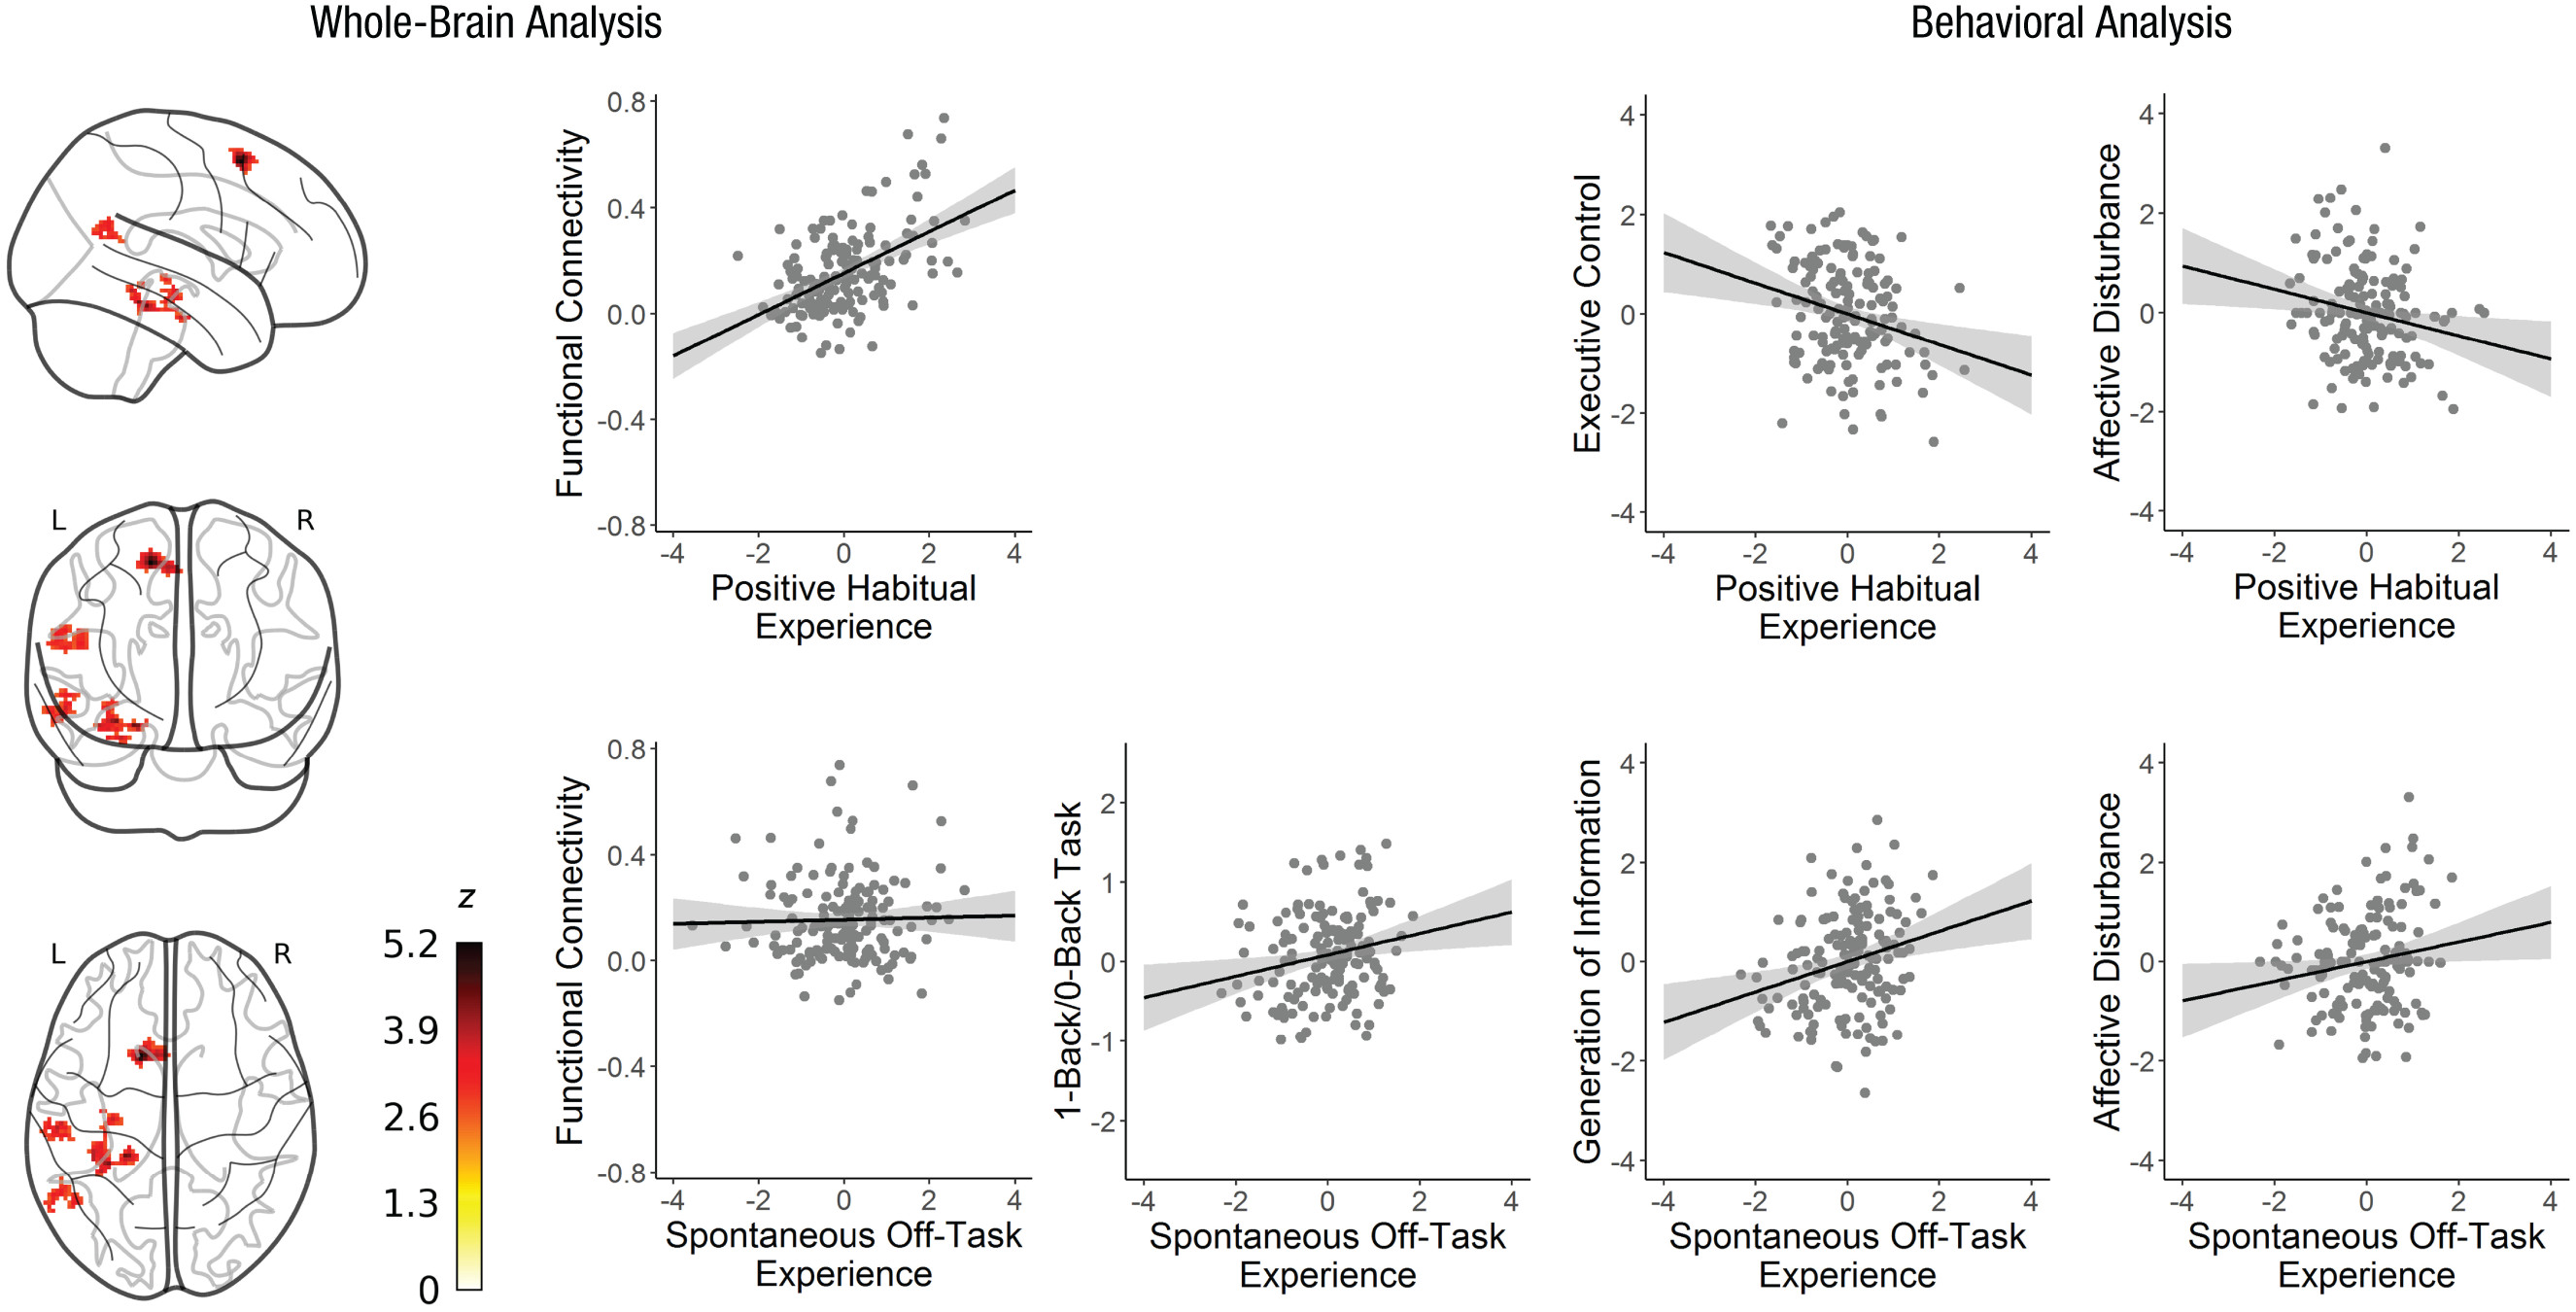 Whole-Brain Analysis
Behavioral Analysis
0.8
0.4
0.0
-0.4
-0.8
Functional Connectivity
-4 -2 0 2 4
Positive Habitual
Experience
4
2
0
-2
-4
Executive Control
-4 -2 0 2 4
Positive Habitual
Experience
4
2
0
-2
-4
Affective Disturbance
-4 -2 0 2 4
Positive Habitual
Experience
L R
L R
z
5.2
3.9
2.6
1.3
0
0.8
0.4
0.0
-0.4
-0.8
Functional Connectivity
-4 -2 0 2 4
Spontaneous Off-Task
Experience
2
1
0
-1
-2
1-Back/0-Back Task
-4 -2 0 2 4
Spontaneous Off-Task
Experience
4
2
0
-2
-4
Generation of Information
-4 -2 0 2 4
Spontaneous Off-Task
Experience
4
2
0
-2
-4
Affective Disturbance
-4 -2 0 2 4
Spontaneous Off-Task
Experience